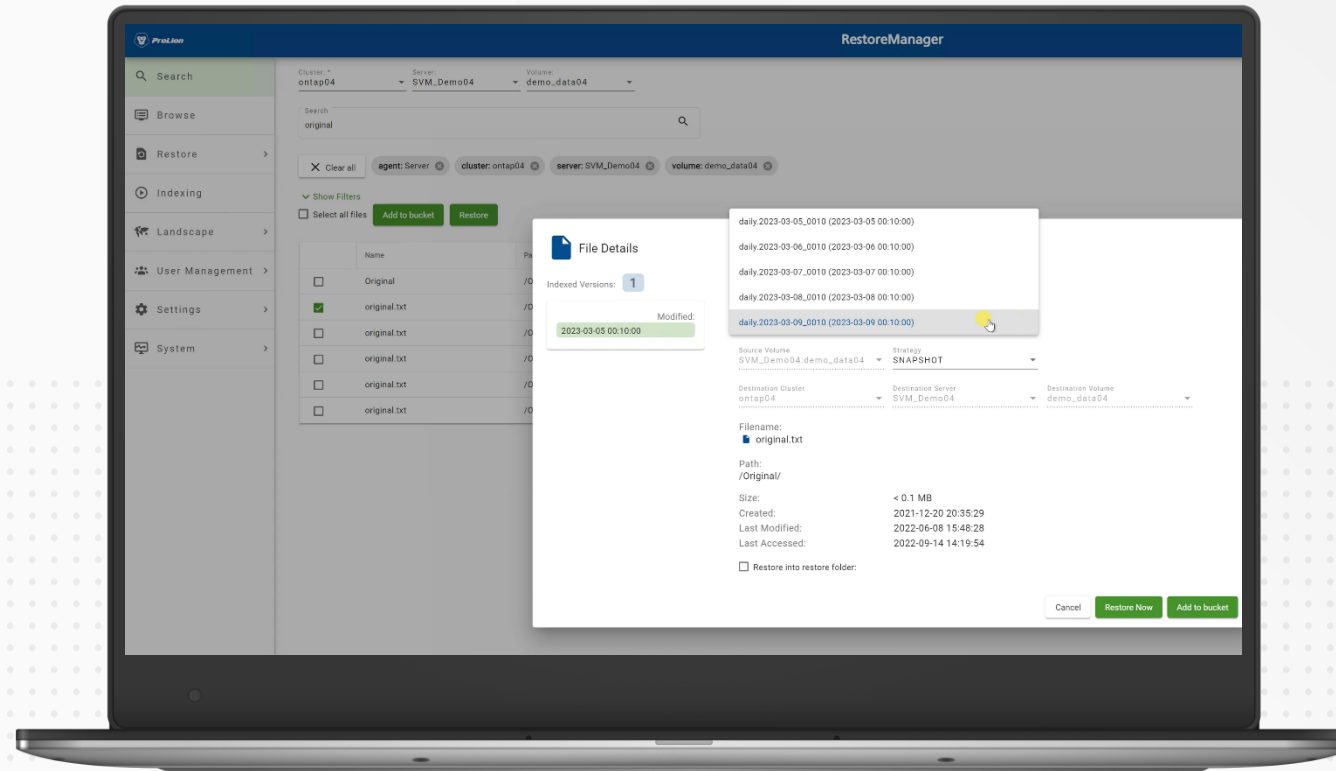 ProLion
RestoreManager
Search
Browse
Restore
Indexing
Landscape
User Management
Settings
System
Cluster: * Server: Volume:
ontap04 SVM_Demo04 demo_data04
Search
original
Clear all agent: Server cluster: ontap04 server: SVM_Demo04 volume: demo_data04
Show Filters
Select all files Add to bucket Restore
Name Pa
Original /O
original.txt /O
original.txt /O
original.txt /O
original.txt /O
original.txt /O
File Details
Indexed Versions: 1
Modified:
2023-03-05 00:10:00
daily.2023-03-05_0010 (2023-03-05 00:10:00)
daily.2023-03-06_0010 (2023-03-06 00:10:00)
daily.2023-03-07_0010 (2023-03-07 00:10:00)
daily.2023-03-08_0010 (2023-03-08 00:10:00)
daily.2023-03-09_0010 (2023-03-09 00:10:00)
Source Volume Strategy
SVM_Demo04:demo_data04 SNAPSHOT
Destination Cluster Destination Server Destination Volume
ontap04 SVM_Demo04 demo_data04
Filename:
original.txt
Path:
/Original/
Size: < 0.1 MB
Created: 2021-12-20 20:35:29
Last Modified: 2022-06-08 15:48:28
Last Accessed: 2022-09-14 14:19:54
Restore into restore folder:
Cancel Restore Now Add to bucket